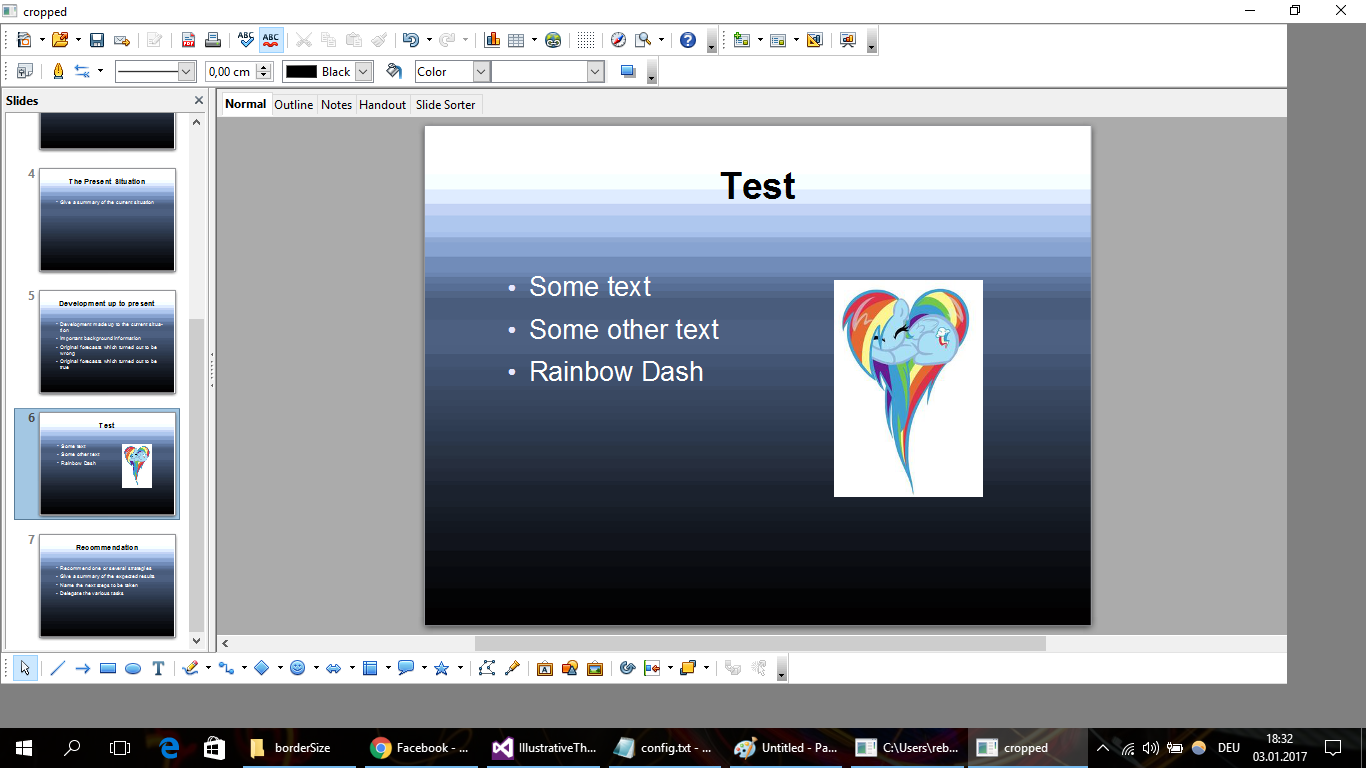 cropped
ABC
ABC
0,00 cm
Black
Color
Slides
Normal
Outline
Notes
Handout
Slide Sorter
4
The Present Situation
Give a summary of the current situation
5
Development up to present
Development made up to the current situa-
tion
Important background information
Original forecasts which turned out to be
wrong
Original forecasts which turned out to be
true
6
Test
Some text
Some other text
Rainbow Dash
7
Recommendation
Recommend one or several strategies
Give a summary of the expected results
Name the next steps to be taken
Delegate the various tasks
Test
• Some text
• Some other text
• Rainbow Dash
borderSize
Facebook - ...
IllustrativeTh...
config.txt - ...
Untitled - Pa...
C:\Users\reb...
cropped
DEU
18:32
03.01.2017